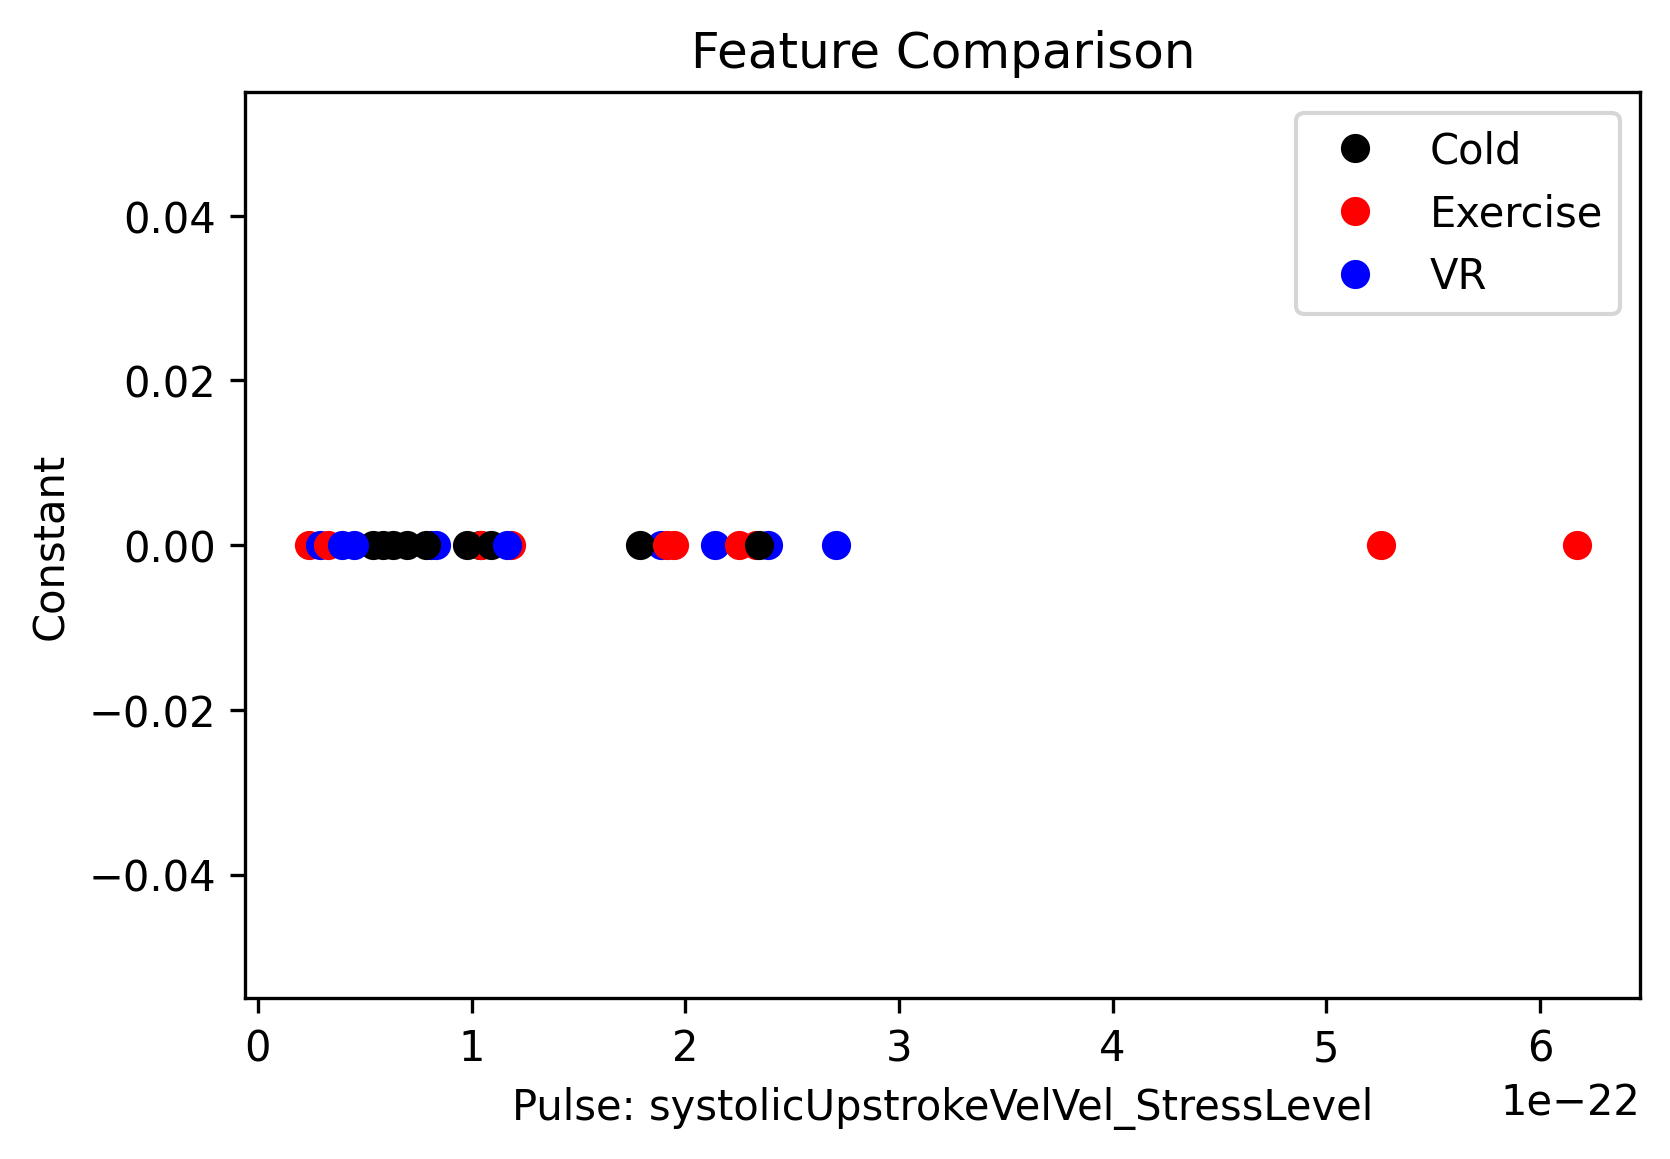 Feature Comparison
Cold
Exercise
VR
0.04
0.02
0.00
−0.02
−0.04
Constant
0 1 2 3 4 5 6
1e−22
Pulse: systolicUpstrokeVelVel_StressLevel